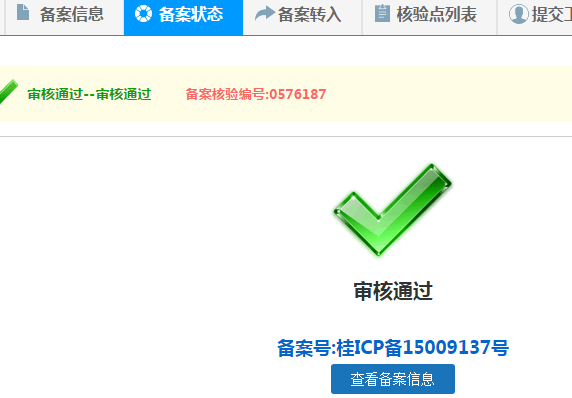 备案信息 备案状态 备案转入 核验点列表 提交
审核通过--审核通过 备案核验编号:0576187
审核通过
备案号:桂ICP备15009137号
查看备案信息